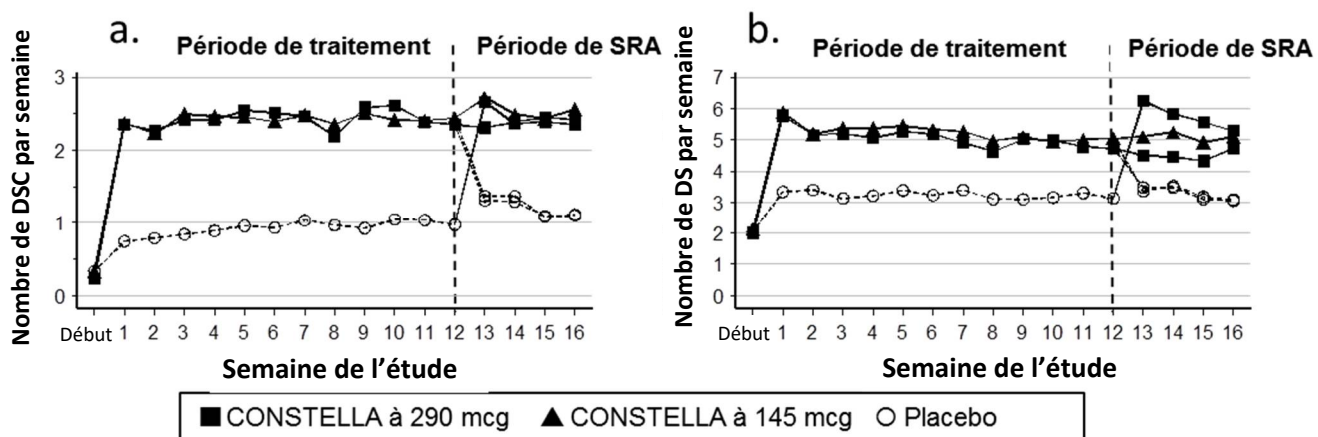 a.
Période de traitement
Période de SRA
Nombre de DSC par semaine
3
2
1
0
Début 1 2 3 4 5 6 7 8 9 10 11 12 13 14 15 16
Semaine de l’étude
b.
Période de traitement
Période de SRA
Nombre de DS par semaine
7
6
5
4
3
2
1
0
Début 1 2 3 4 5 6 7 8 9 10 11 12 13 14 15 16
Semaine de l’étude
CONSTELLA à 290 mcg CONSTELLA à 145 mcg Placebo